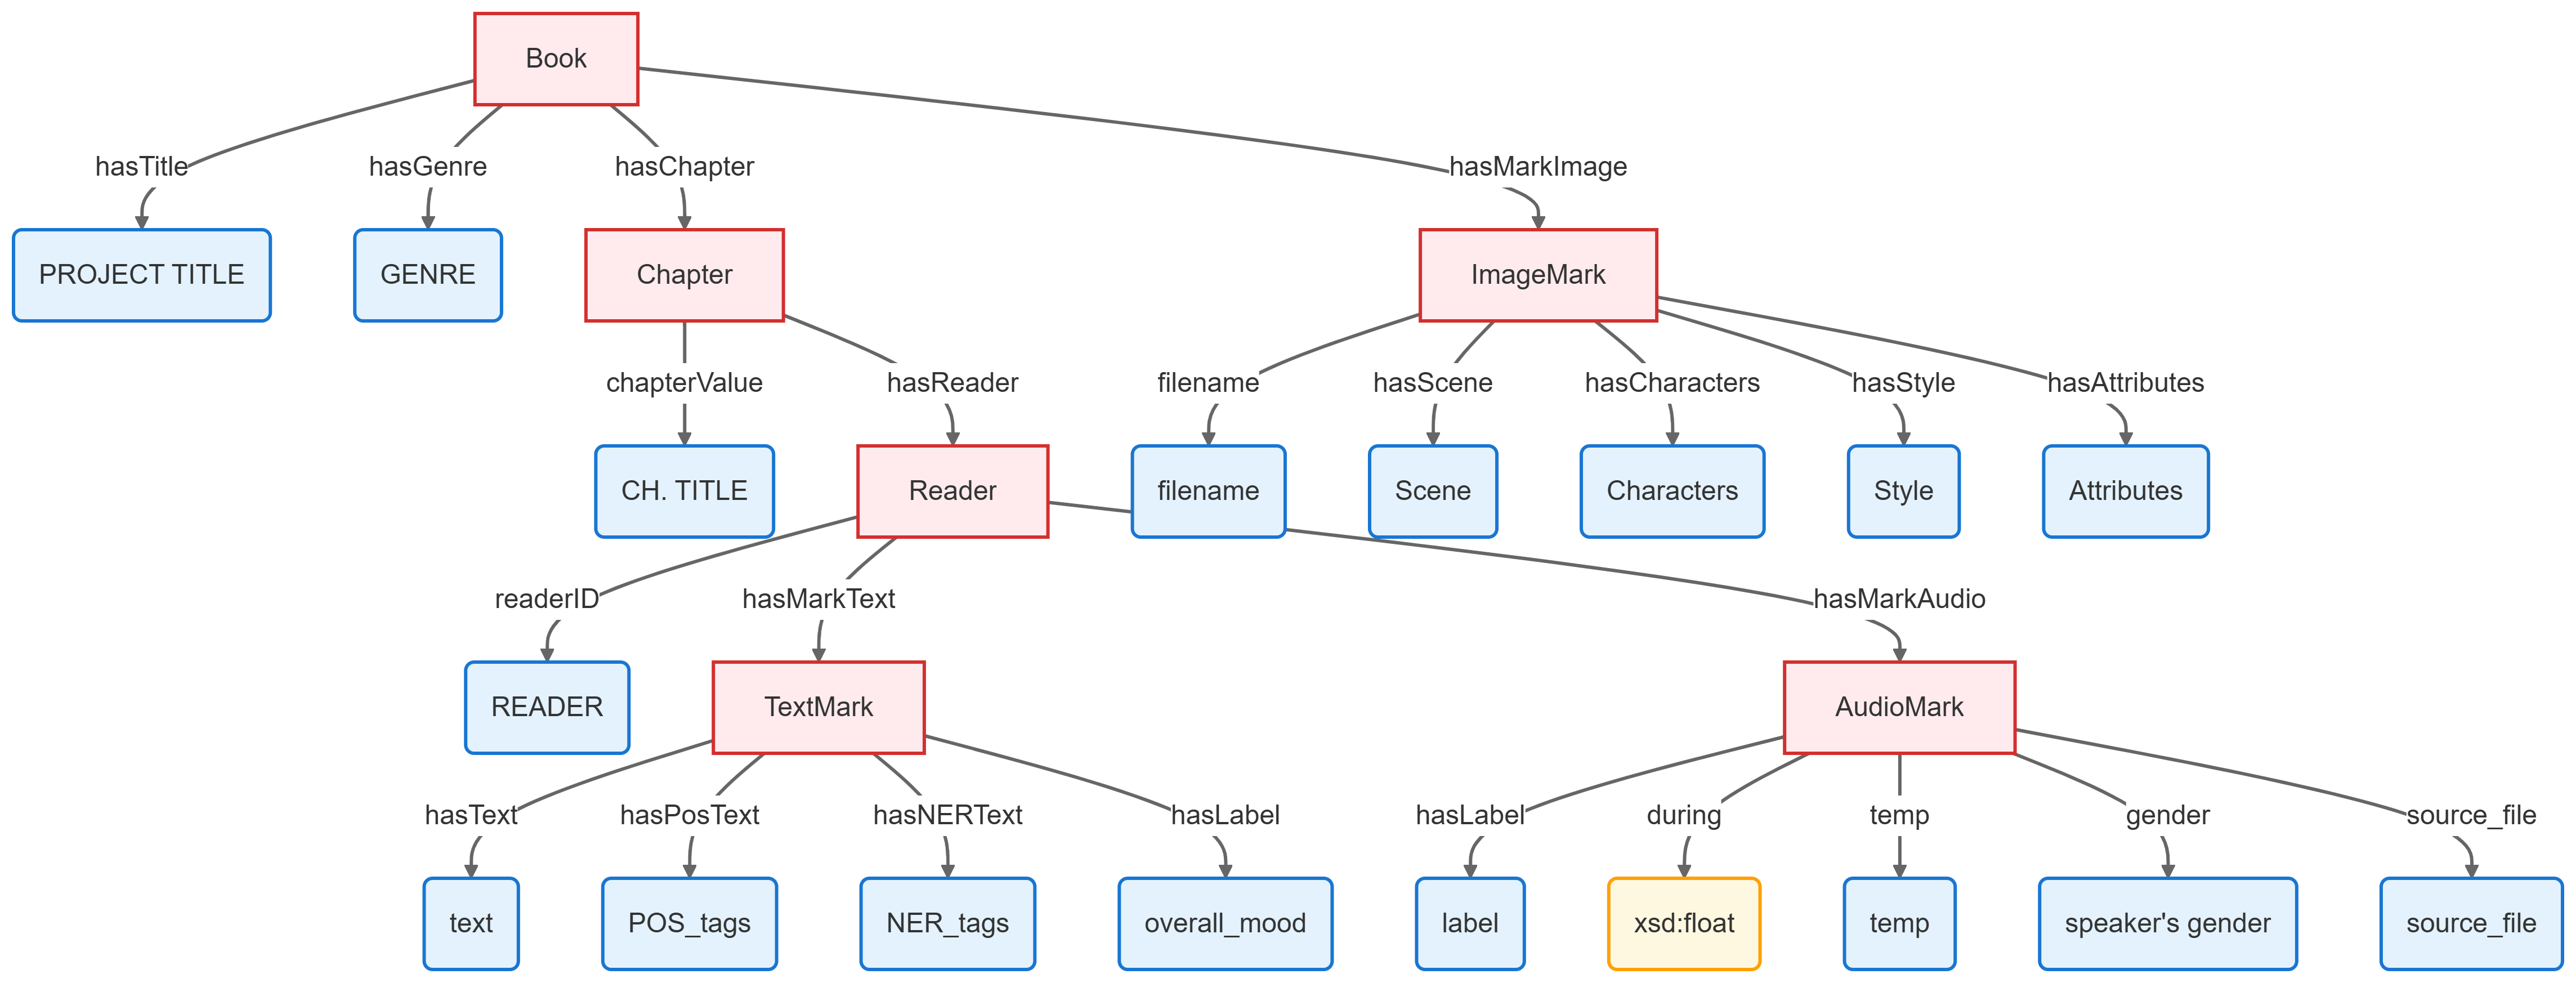 Book
hasTitle
hasGenre
hasChapter
hasMarkImage
PROJECT TITLE
GENRE
Chapter
ImageMark
chapterValue
hasReader
filename
hasScene
hasCharacters
hasStyle
hasAttributes
CH. TITLE
Reader
filename
Scene
Characters
Style
Attributes
readerID
hasMarkText
hasMarkAudio
READER
TextMark
AudioMark
hasText
hasPosText
hasNERText
hasLabel
hasLabel
during
temp
gender
source_file
text
POS_tags
NER_tags
overall_mood
label
xsd:float
temp
speaker's gender
source_file